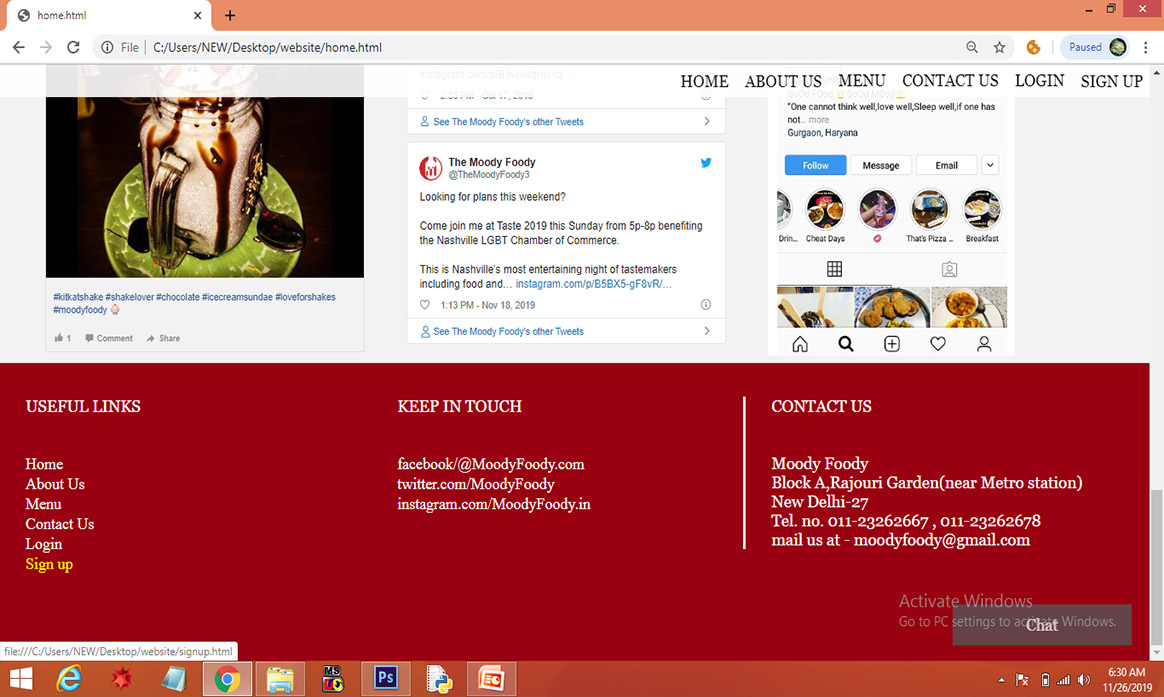 home.html
File
C:/Users/NEW/Desktop/website/home.html
Paused
HOME ABOUT US MENU CONTACT US LOGIN SIGN UP
#kitkatshake #shakelover #chocolate #icecreamsundae #loveforshakes
#moodyfoody
1 Comment Share
See The Moody Foody's other Tweets
The Moody Foody
@TheMoodyFoody3
Looking for plans this weekend?
Come join me at Taste 2019 this Sunday from 5p-8p benefiting
the Nashville LGBT Chamber of Commerce.
This is Nashville's most entertaining night of tastemakers
including food and... instagram.com/p/B5BX5-gF8vR/...
1:13 PM - Nov 18, 2019
See The Moody Foody's other Tweets
"One cannot think well,love well,Sleep well,if one has
not... more
Gurgaon, Haryana
Follow Message Email
Drin... Cheat Days That's Pizza ... Breakfast
USEFUL LINKS
Home
About Us
Menu
Contact Us
Login
Sign up
KEEP IN TOUCH
facebook/@MoodyFoody.com
twitter.com/MoodyFoody
instagram.com/MoodyFoody.in
CONTACT US
Moody Foody
Block A,Rajouri Garden(near Metro station)
New Delhi-27
Tel. no. 011-23262667 , 011-23262678
mail us at - moodyfoody@gmail.com
Activate Windows
Go to PC settings to activate Windows.
Chat
file:///C:/Users/NEW/Desktop/website/signup.html
MS
Ps
6:30 AM
11/26/2019